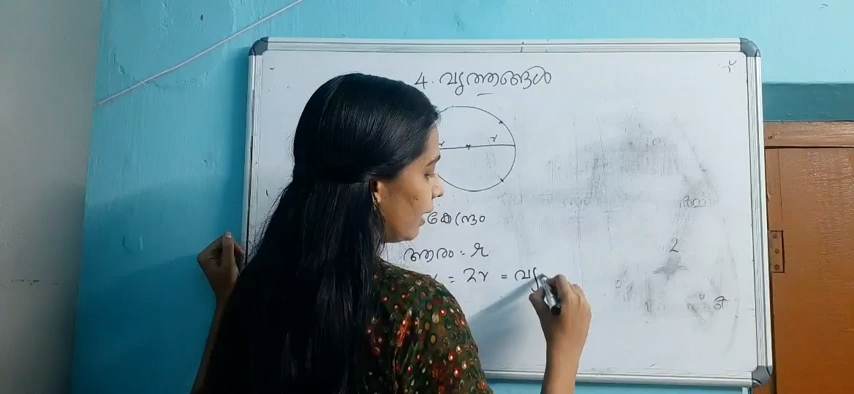 4. വൃത്തങ്ങൾ
r r
കേന്ദ്രം
ആരം = r
= 2r = വൃ